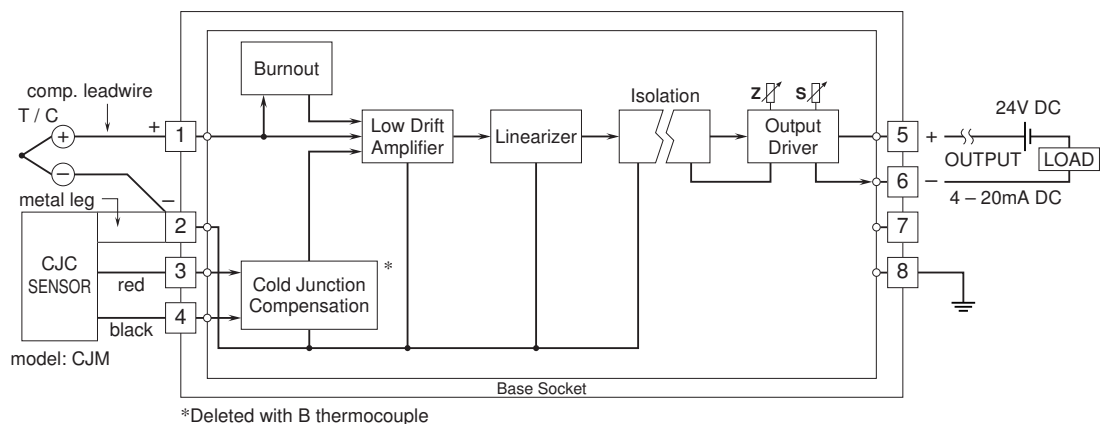 Burnout
comp. leadwire
T / C
+
1
Low Drift
Amplifier
Linearizer
Isolation
Z
S
Output
Driver
5
+
24V DC
OUTPUT
LOAD
+
−
−
metal leg
2
6
−
4 – 20mA DC
7
CJC
SENSOR
red
3
Cold Junction
Compensation
*
8
black
4
model: CJM
Base Socket
*Deleted with B thermocouple